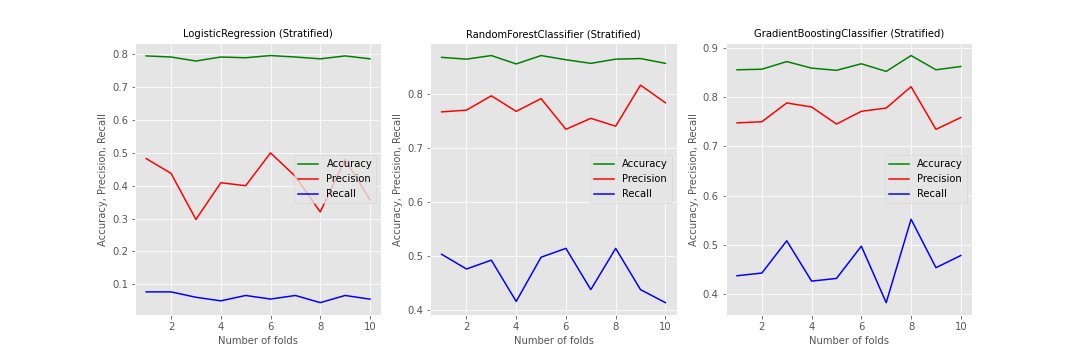 LogisticRegression (Stratified)
0.8
0.7
0.6
0.5
0.4
0.3
0.2
0.1
Accuracy, Precision, Recall
Accuracy
Precision
Recall
2
4
6
8
10
Number of folds
RandomForestClassifier (Stratified)
0.8
0.7
0.6
0.5
0.4
Accuracy, Precision, Recall
Accuracy
Precision
Recall
2
4
6
8
10
Number of folds
GradientBoostingClassifier (Stratified)
0.9
0.8
0.7
0.6
0.5
0.4
Accuracy, Precision, Recall
Accuracy
Precision
Recall
2
4
6
8
10
Number of folds